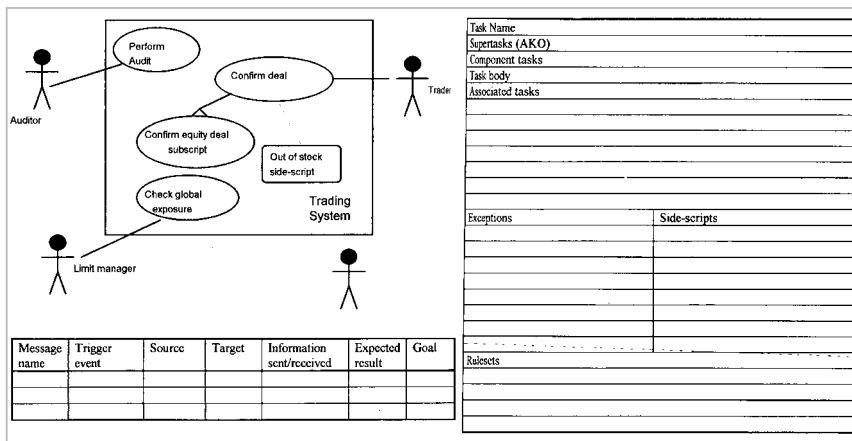 Perform
Audit
Confirm deal
Auditor
Trader
Confirm equity deal
subscript
Out of stock
side-script
Check global
exposure
Trading
System
Limit manager
Message name
Trigger event
Source
Target
Information sent/received
Expected result
Goal
Task Name
Supertasks (AKO)
Component tasks
Task body
Associated tasks
Exceptions
Side-scripts
Rulesets